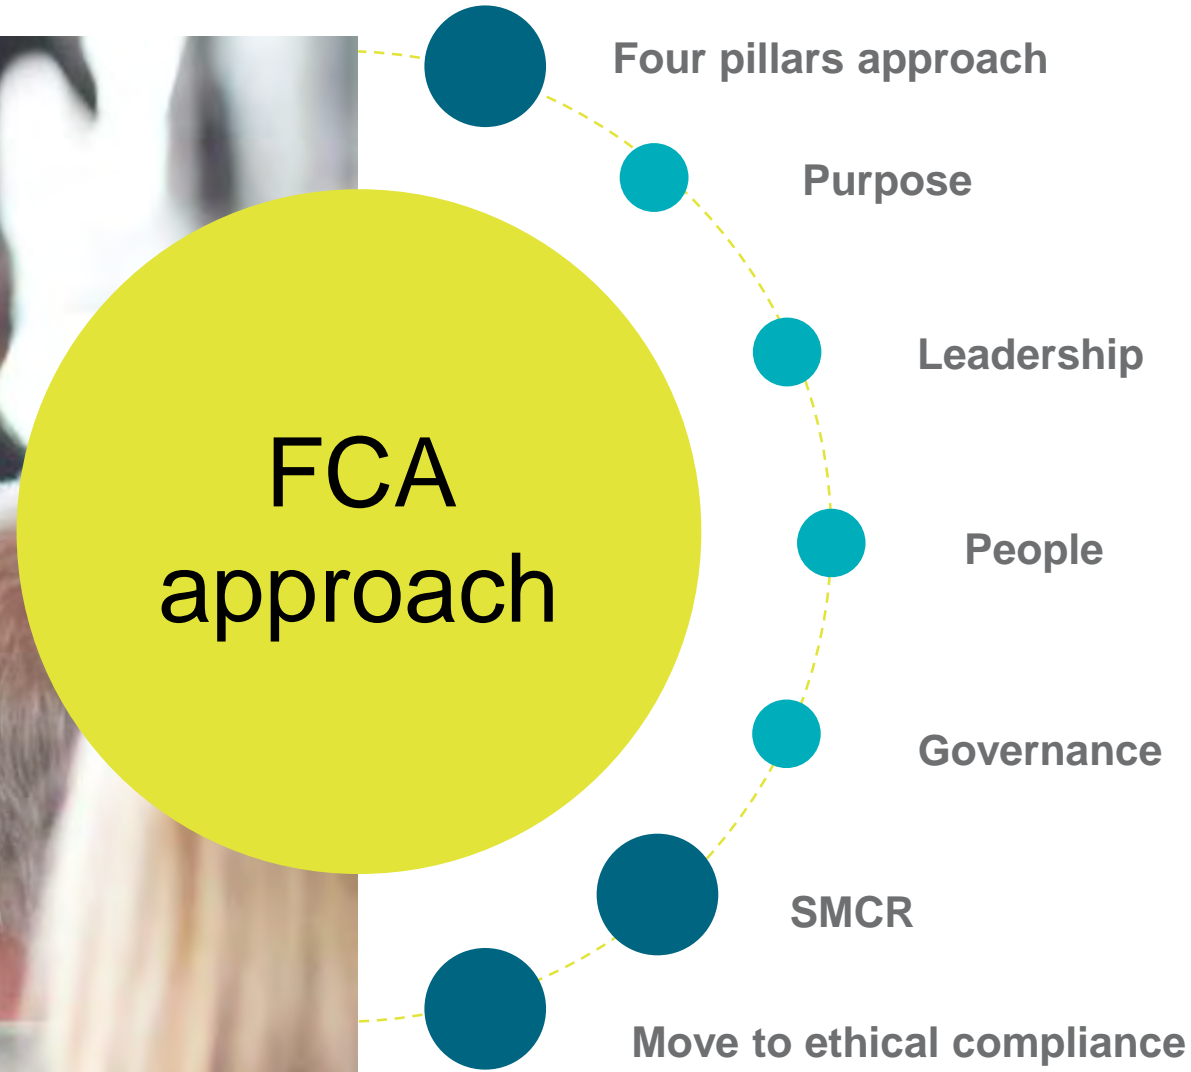 Four pillars approach
Purpose
Leadership
FCA
approach
People
Governance
SMCR
Move to ethical compliance